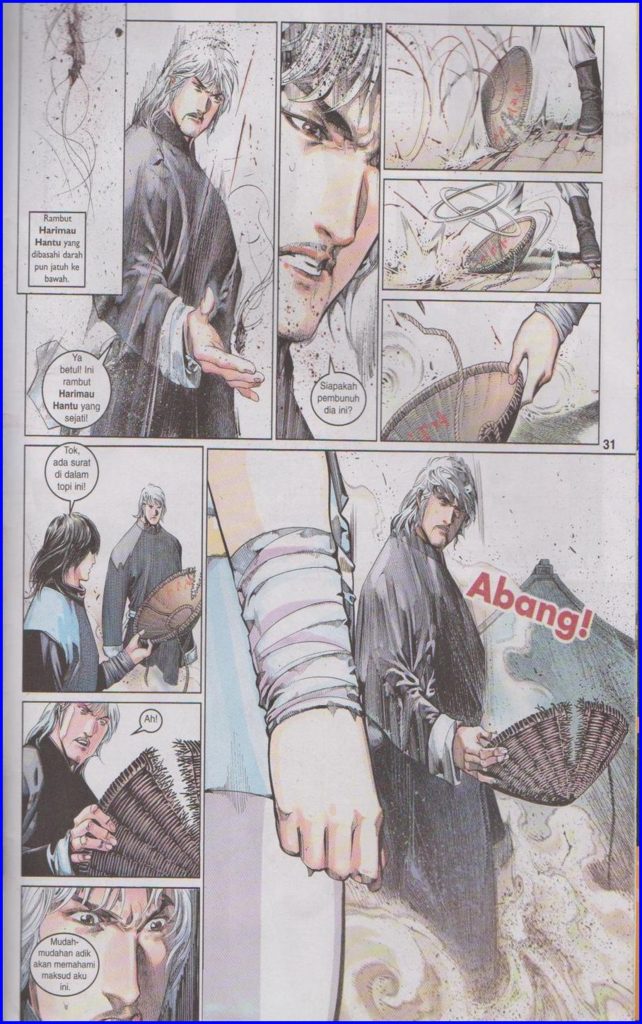 Rambut
Harimau
Hantu yang
dibasahi darah
pun jatuh ke
bawah.
Ya
betul! Ini
rambut
Harimau
Hantu yang
sejati!
Siapakah
pembunuh
dia ini?
31
Tok,
ada surat
di dalam
topi ini!
Ah!
Mudah-
mudahan adik
akan memahami
maksud aku
ini.
Abang!